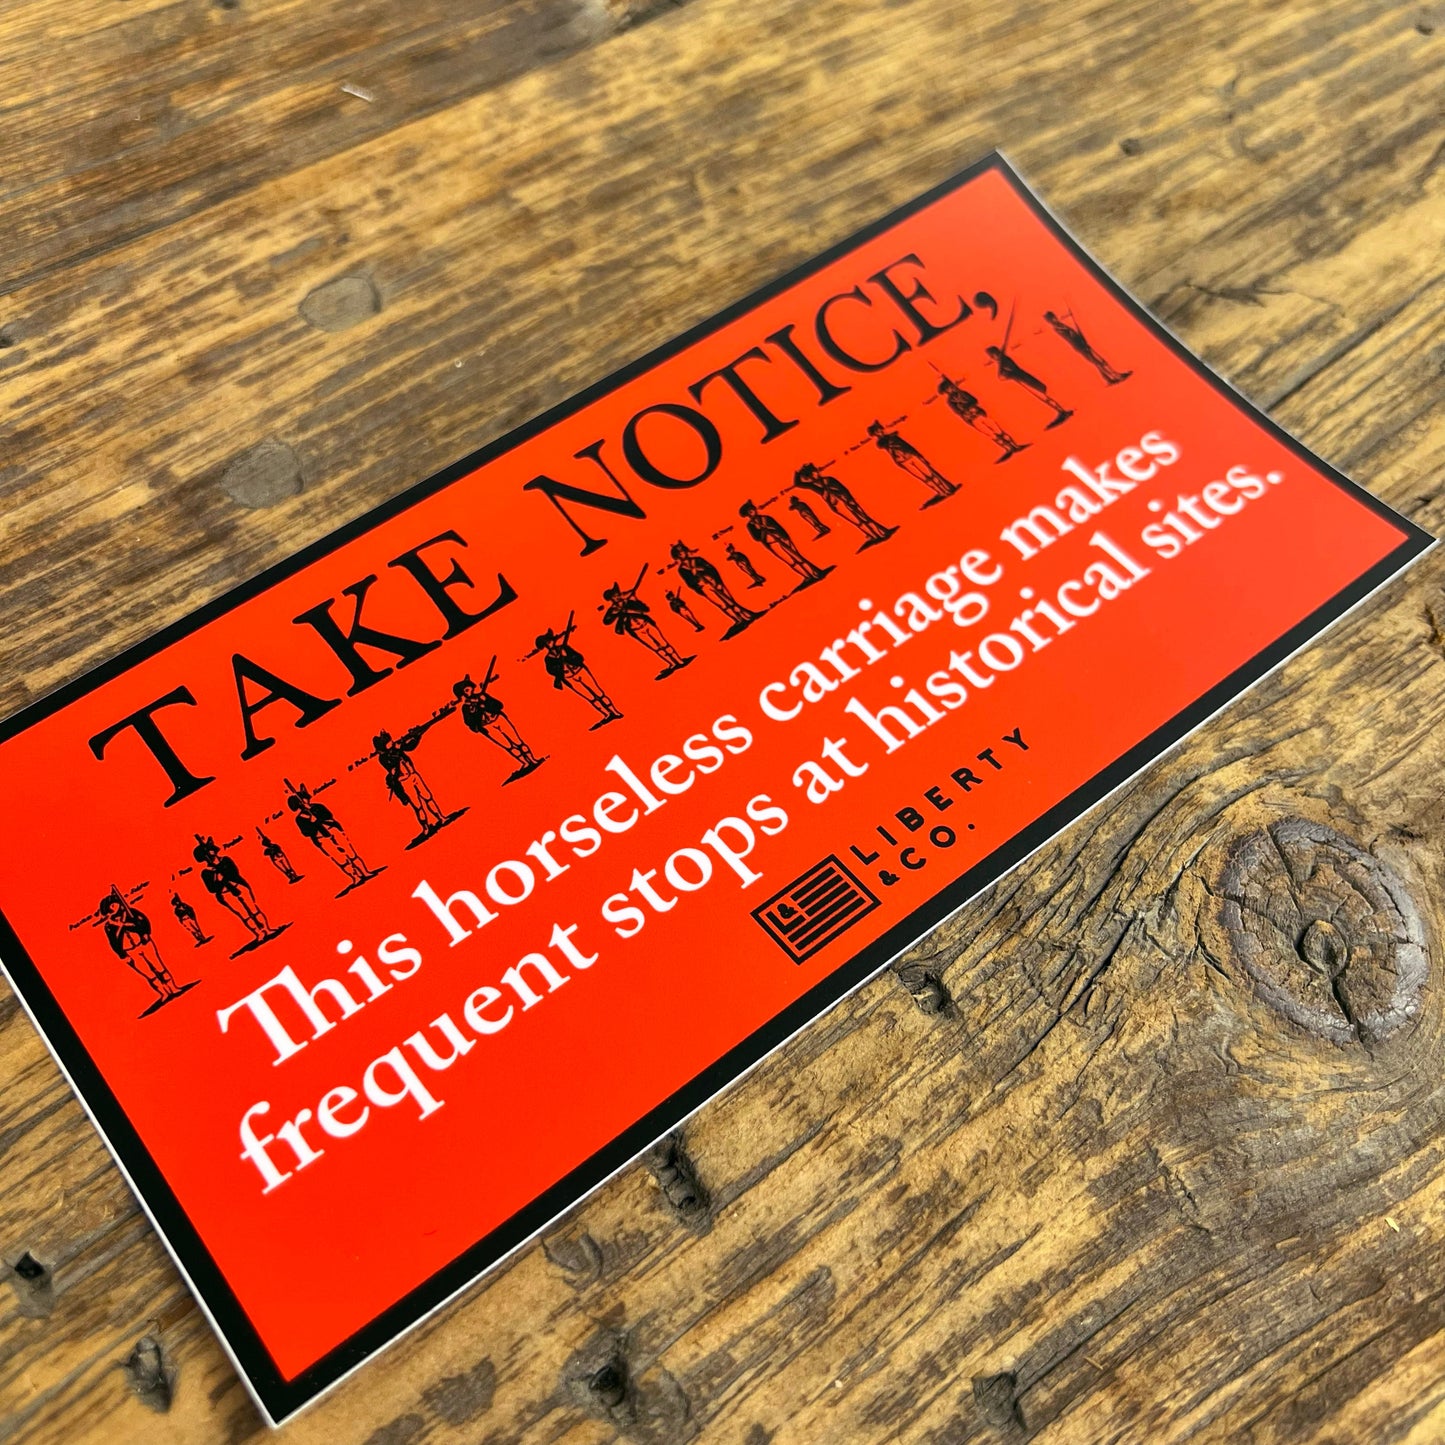 TAKE NOTICE,
This horseless carriage makes
frequent stops at historical sites.
L&
LIBERTY
&CO.